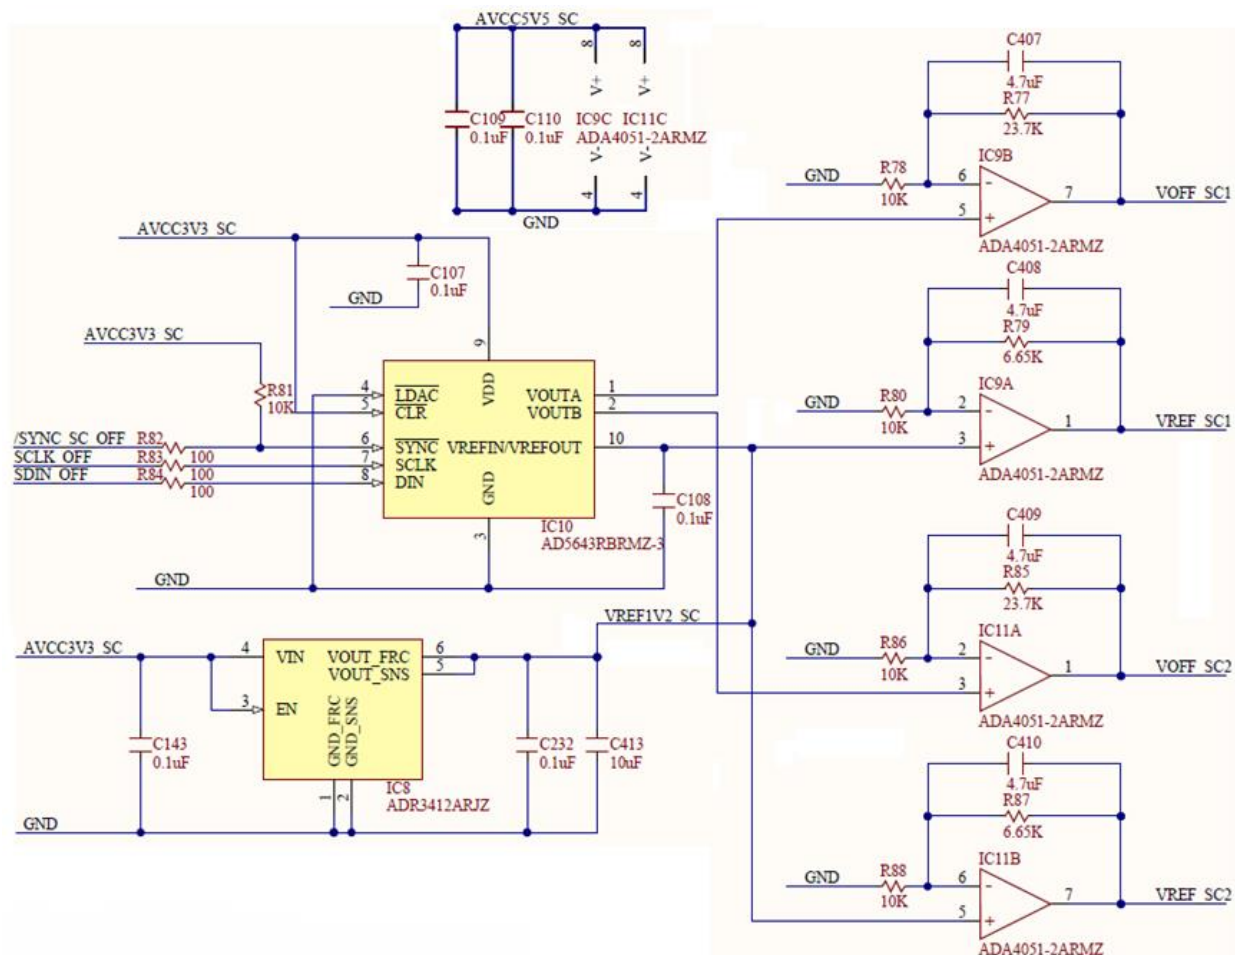 AVCC5V5_SC
8
8
V+
V+
C109
0.1uF
C110
0.1uF
IC9C
IC11C
ADA4051-2ARMZ
V-
V-
4
4
GND
C407
4.7uF
R77
23.7K
IC9B
GND
R78
10K
6
-
5
+
7
VOFF_SC1
ADA4051-2ARMZ
AVCC3V3_SC
C107
0.1uF
GND
C408
4.7uF
R79
6.65K
IC9A
GND
R80
10K
2
-
3
+
1
VREF_SC1
ADA4051-2ARMZ
AVCC3V3_SC
R81
10K
9
VDD
4
LDAC
5
CLR
VOUTA
1
VOUTB
2
/SYNC_SC_OFF
R82
100
6
SYNC
VREFIN/VREFOUT
10
SCLK_OFF
R83
100
7
SCLK
SDIN_OFF
R84
100
8
DIN
GND
3
C108
0.1uF
IC10
AD5643RBRMZ-3
GND
C409
4.7uF
R85
23.7K
IC11A
GND
R86
10K
2
-
3
+
1
VOFF_SC2
ADA4051-2ARMZ
VREF1V2_SC
AVCC3V3_SC
4
VIN
VOUT_FRC
6
VOUT_SNS
5
3
EN
GND_FRC
GND_SNS
1
2
C143
0.1uF
C232
0.1uF
C413
10uF
IC8
ADR3412ARJZ
GND
C410
4.7uF
R87
6.65K
IC11B
GND
R88
10K
6
-
5
+
7
VREF_SC2
ADA4051-2ARMZ